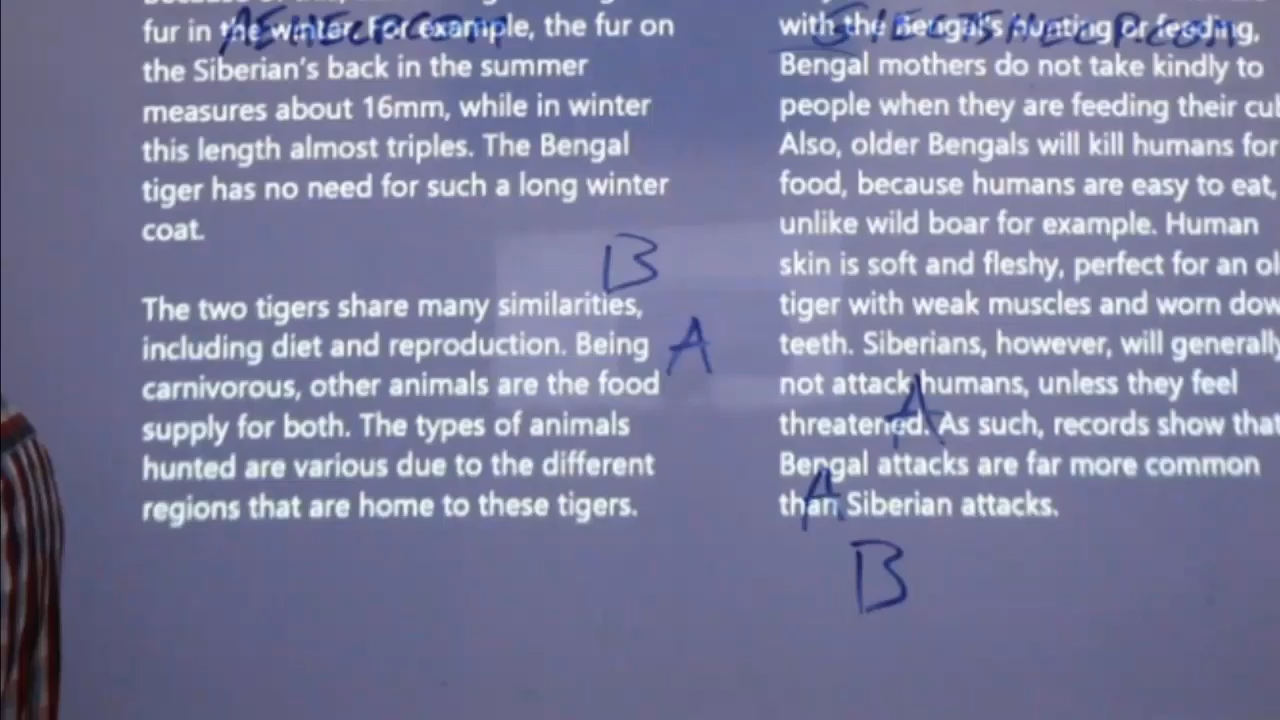 fur in the winter. For example, the fur on
the Siberian's back in the summer
measures about 16mm, while in winter
this length almost triples. The Bengal
tiger has no need for such a long winter
coat.
B
The two tigers share many similarities,
including diet and reproduction. Being
A
carnivorous, other animals are the food
supply for both. The types of animals
hunted are various due to the different
regions that are home to these tigers.
AEHELP.COM
with the Bengal's hunting or feeding,
Bengal mothers do not take kindly to
people when they are feeding their
Also, older Bengals will kill humans for
food, because humans are easy to eat,
unlike wild boar for example. Human
skin is soft and fleshy, perfect for an
tiger with weak muscles and worn
teeth. Siberians, however, will generally
not attack humans, unless they feel
A
threatened. As such, records show that
Bengal attacks are far more common
A
than Siberian attacks.
B